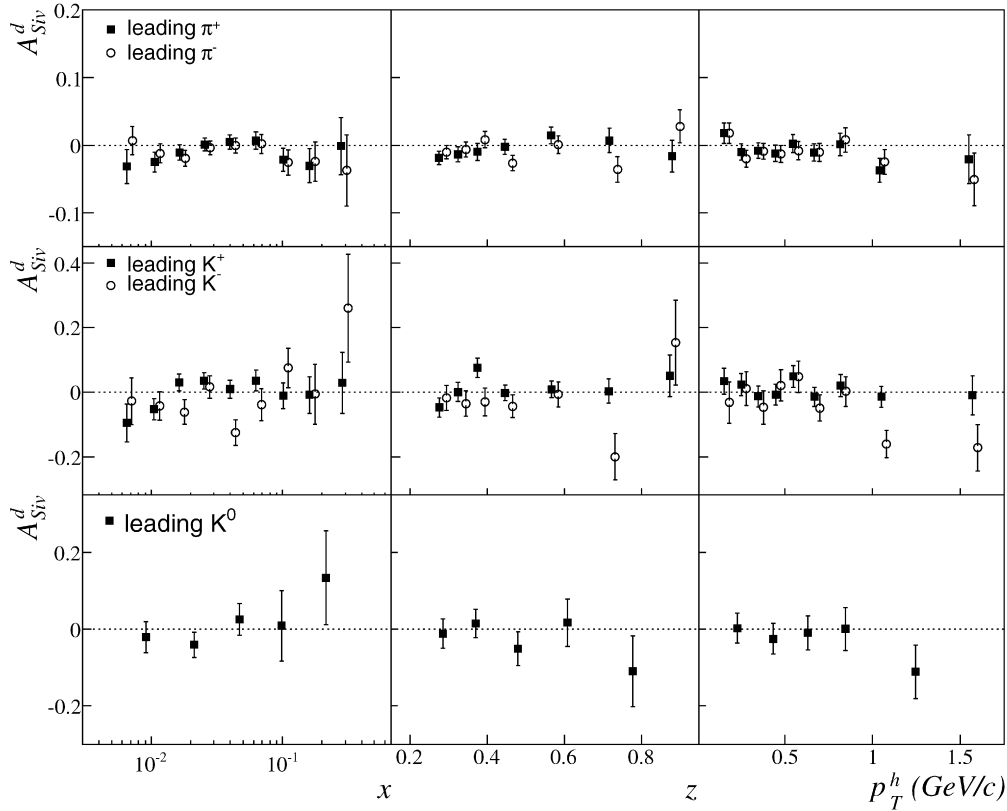 A^d_Siv
0.2
0.1
0
-0.1
leading π⁺
leading π⁻
A^d_Siv
0.4
0.2
0
-0.2
leading K⁺
leading K⁻
A^d_Siv
0.2
0
-0.2
leading K⁰
10⁻² 10⁻¹
x
0.2 0.4 0.6 0.8
z
0.5 1 1.5
p_T^h (GeV/c)